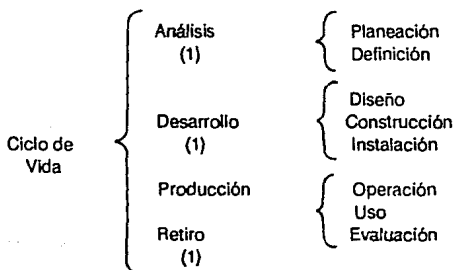 Análisis
(1)
Planeación
Definición
Ciclo de
Vida
Desarrollo
(1)
Diseño
Construcción
Instalación
Producción
Operación
Uso
Evaluación
Retiro
(1)